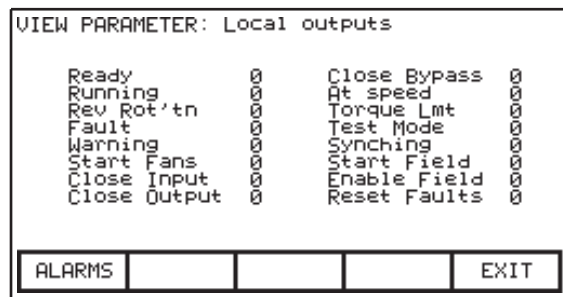 VIEW PARAMETER: Local outputs
Ready 0 Close Bypass 0
Running 0 At speed 0
Rev Rot'tn 0 Torque Lmt 0
Fault 0 Test Mode 0
Warning 0 Synching 0
Start Fans 0 Start Field 0
Close Input 0 Enable Field 0
Close Output 0 Reset Faults 0
ALARMS EXIT